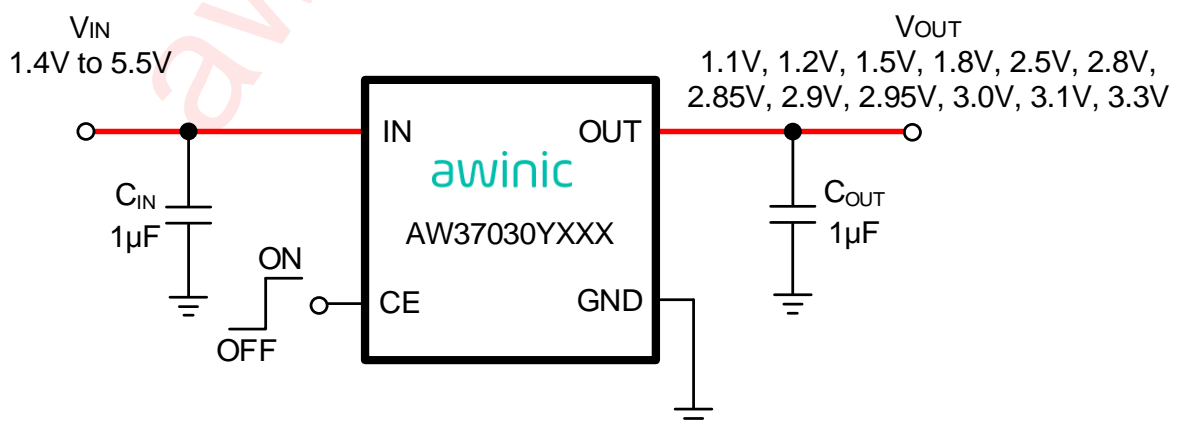 VIN
1.4V to 5.5V
VOUT
1.1V, 1.2V, 1.5V, 1.8V, 2.5V, 2.8V,
2.85V, 2.9V, 2.95V, 3.0V, 3.1V, 3.3V
IN
OUT
awinic
AW37030YXXX
CIN
1µF
COUT
1µF
ON
OFF
CE
GND